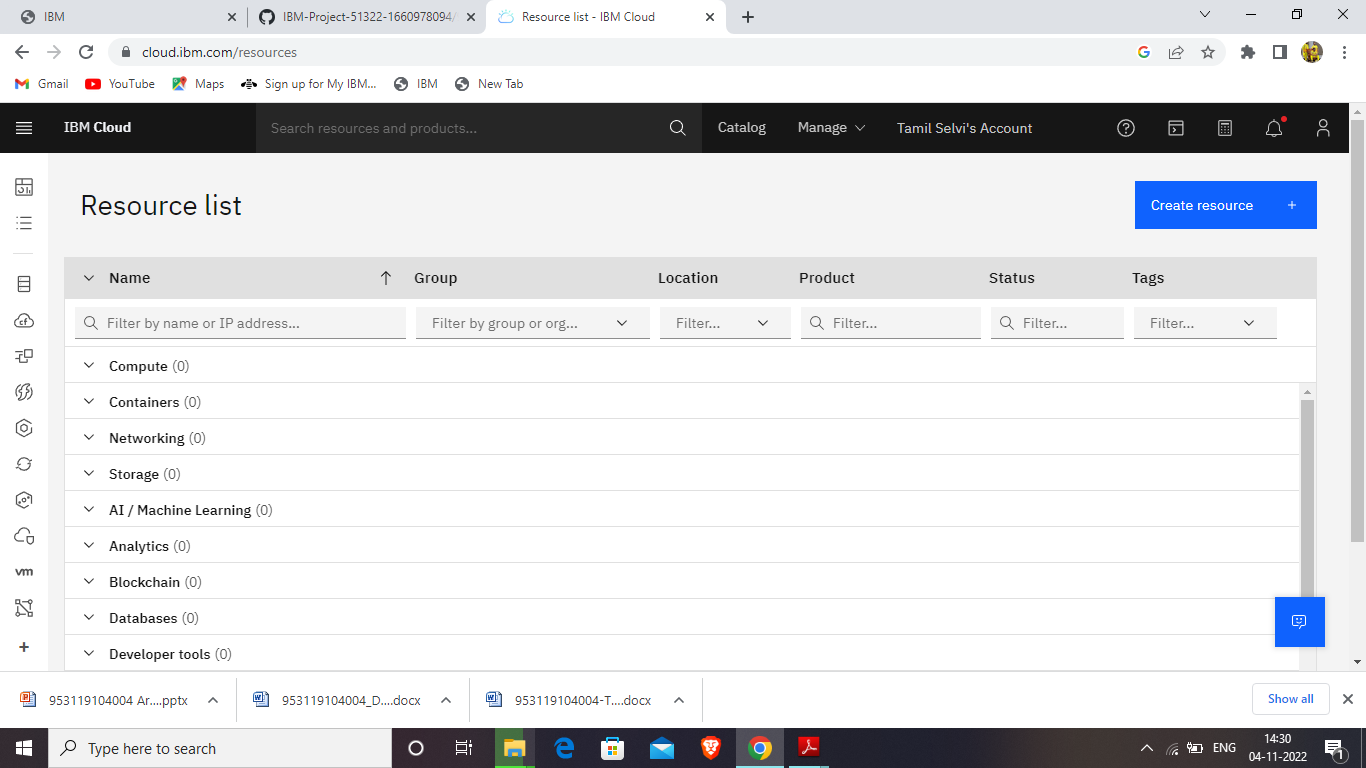 IBM
IBM-Project-51322-1660978094/
Resource list - IBM Cloud
cloud.ibm.com/resources
Gmail
YouTube
Maps
Sign up for My IBM...
IBM
New Tab
IBM Cloud
Search resources and products...
Catalog
Manage
Tamil Selvi's Account
Resource list
Create resource +
Name
Group
Location
Product
Status
Tags
Filter by name or IP address...
Filter by group or org...
Filter...
Filter...
Filter...
Filter...
Compute (0)
Containers (0)
Networking (0)
Storage (0)
AI / Machine Learning (0)
Analytics (0)
Blockchain (0)
Databases (0)
Developer tools (0)
cf
vm
953119104004 Ar....pptx
953119104004_D....docx
953119104004-T....docx
Show all
Type here to search
ENG
14:30
04-11-2022
1